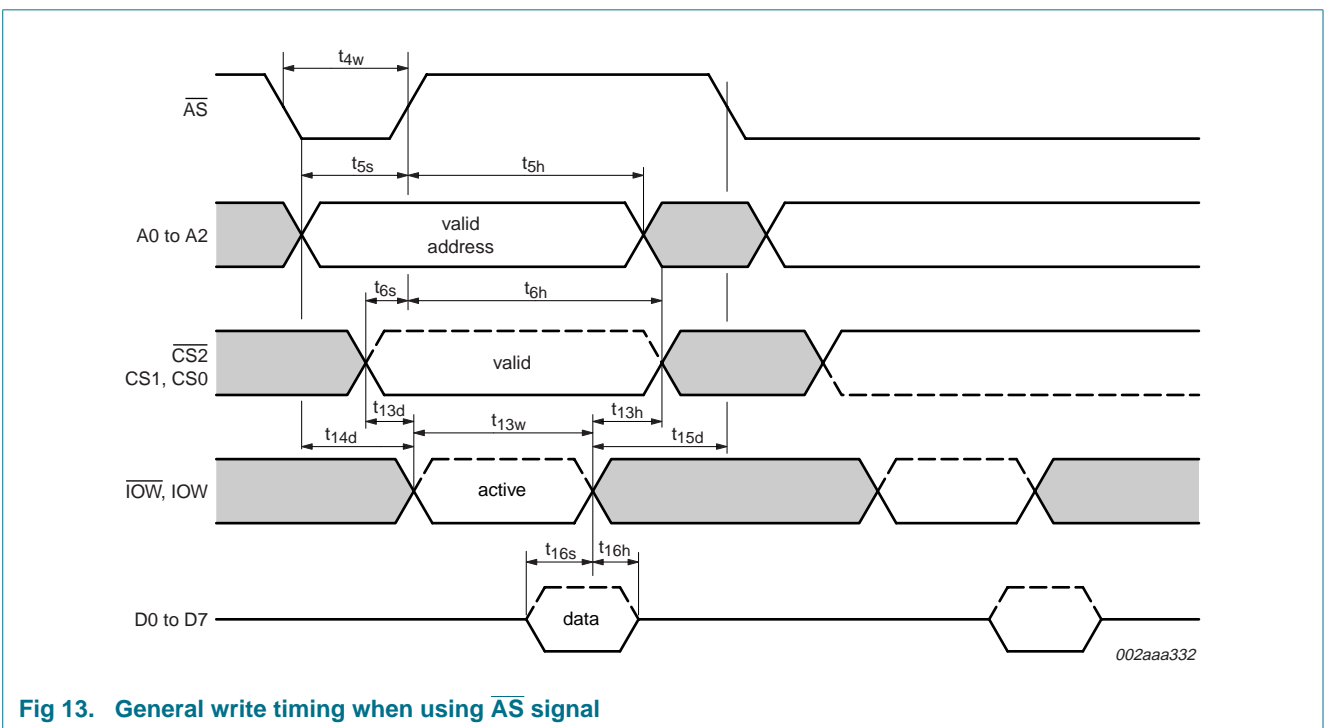 t4w
AS
t5s
t5h
A0 to A2
valid
address
t6s
t6h
CS2
CS1, CS0
valid
t13d
t13w
t13h
t14d
t15d
IOW, IOW
active
t16s
t16h
D0 to D7
data
002aaa332
Fig 13. General write timing when using AS signal